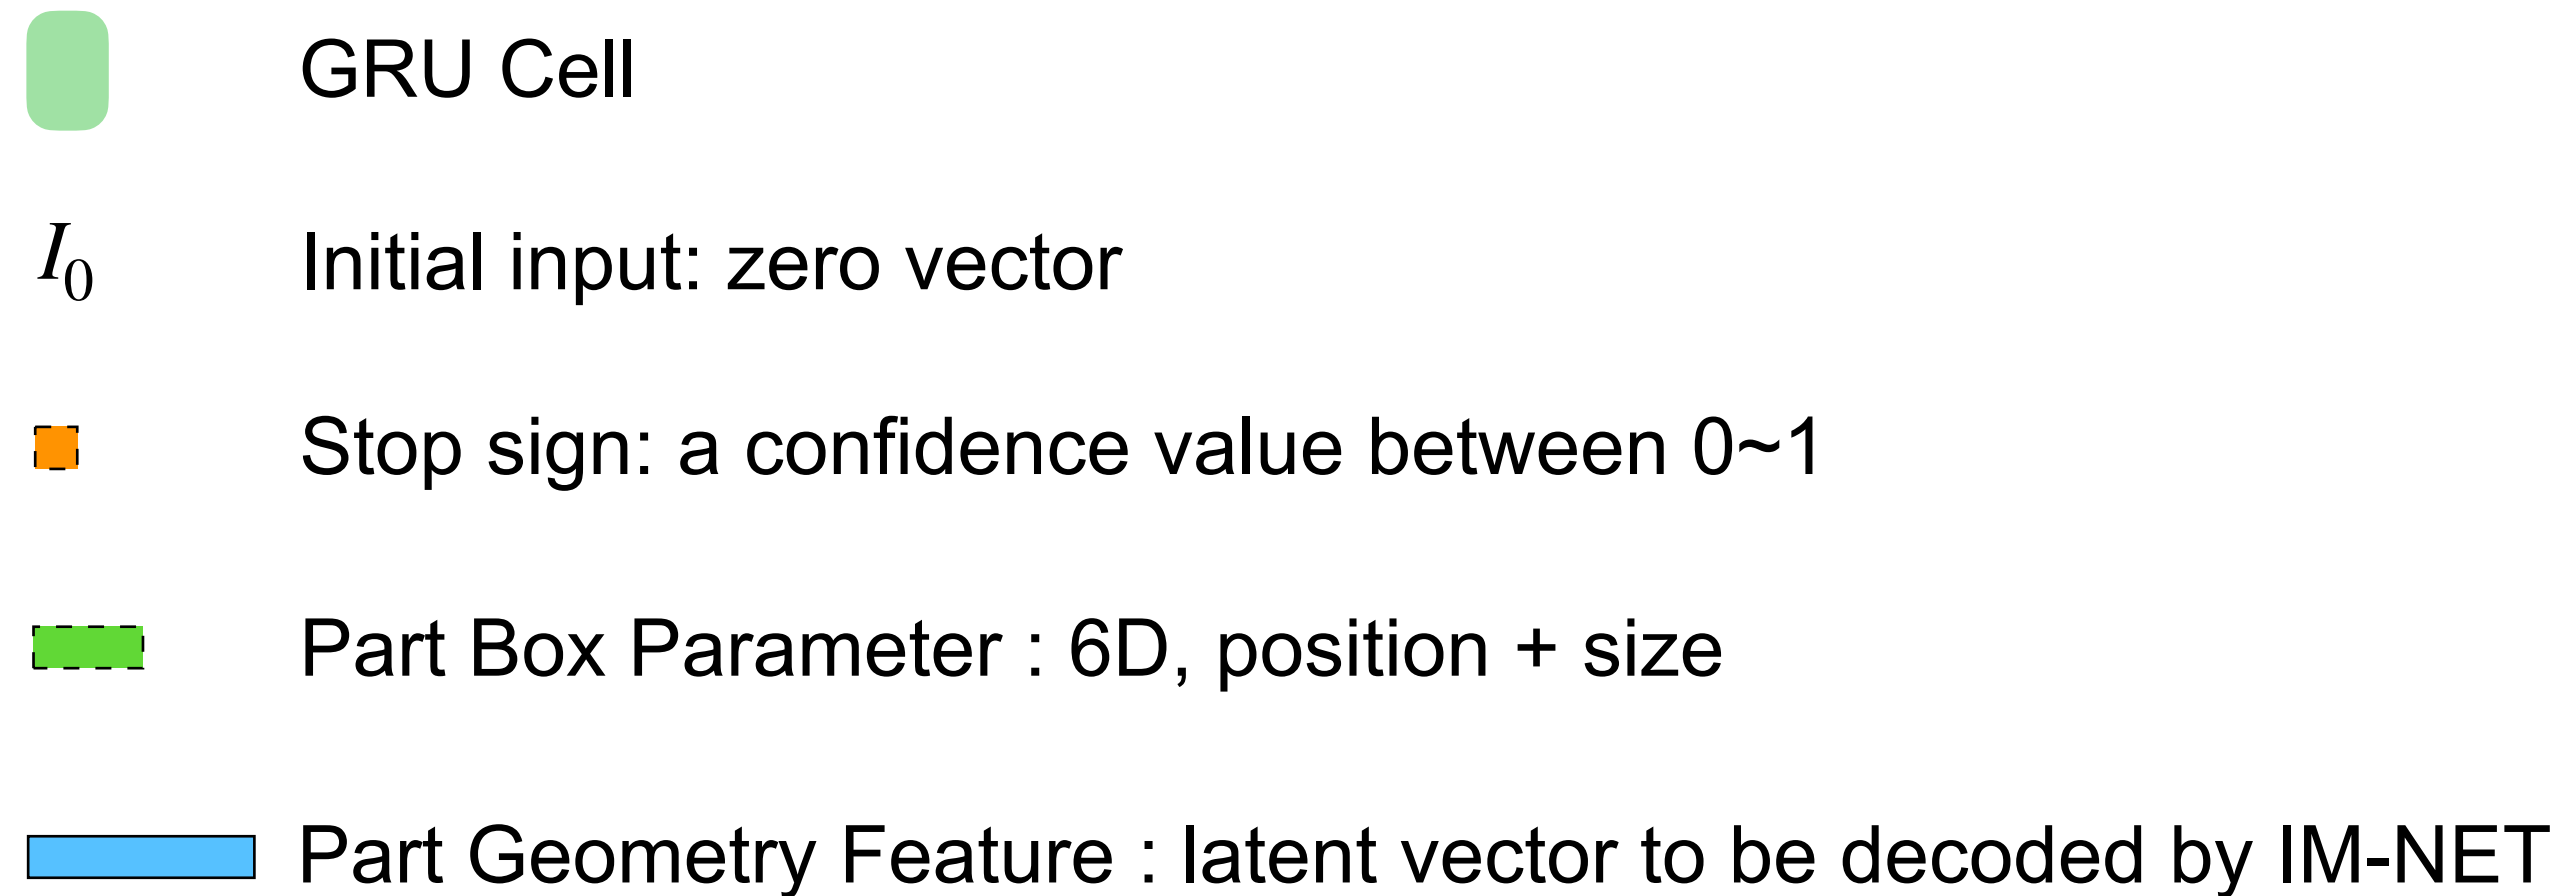 GRU Cell
I₀ Initial input: zero vector
Stop sign: a confidence value between 0~1
Part Box Parameter : 6D, position + size
Part Geometry Feature : latent vector to be decoded by IM-NET